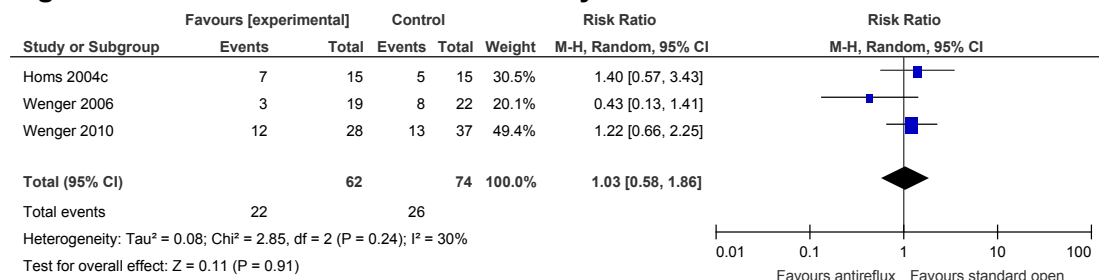 Favours [experimental] Control Risk Ratio Risk Ratio
Study or Subgroup Events Total Events Total Weight M-H, Random, 95% CI M-H, Random, 95% CI
Homs 2004c 7 15 5 15 30.5% 1.40 [0.57, 3.43]
Wenger 2006 3 19 8 22 20.1% 0.43 [0.13, 1.41]
Wenger 2010 12 28 13 37 49.4% 1.22 [0.66, 2.25]
Total (95% CI) 62 74 100.0% 1.03 [0.58, 1.86]
Total events 22 26
Heterogeneity: Tau² = 0.08; Chi² = 2.85, df = 2 (P = 0.24); I² = 30%
Test for overall effect: Z = 0.11 (P = 0.91)
0.01 0.1 1 10 100
Favours antireflux Favours standard open